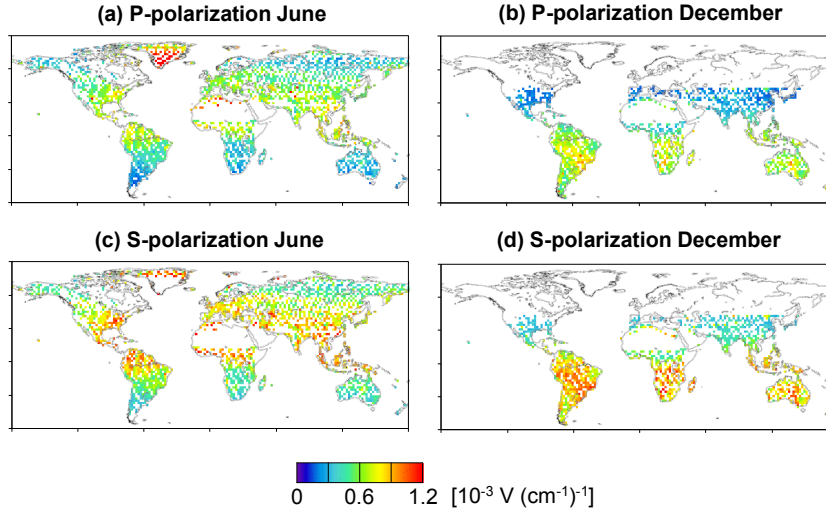 (a) P-polarization June
(b) P-polarization December
(c) S-polarization June
(d) S-polarization December
0 0.6 1.2 [10⁻³ V (cm⁻¹)⁻¹]